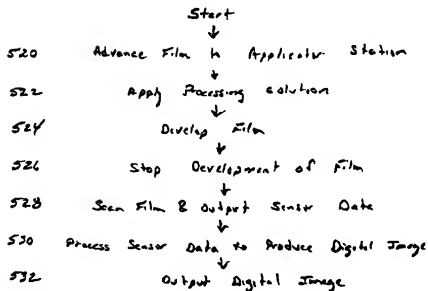 Start
520 Advance Film to Applicator Station
522 Apply Processing Solution
524 Develop Film
526 Stop Development of Film
528 Scan Film & Output Sensor Data
530 Process Sensor Data to Produce Digital Image
532 Output Digital Image